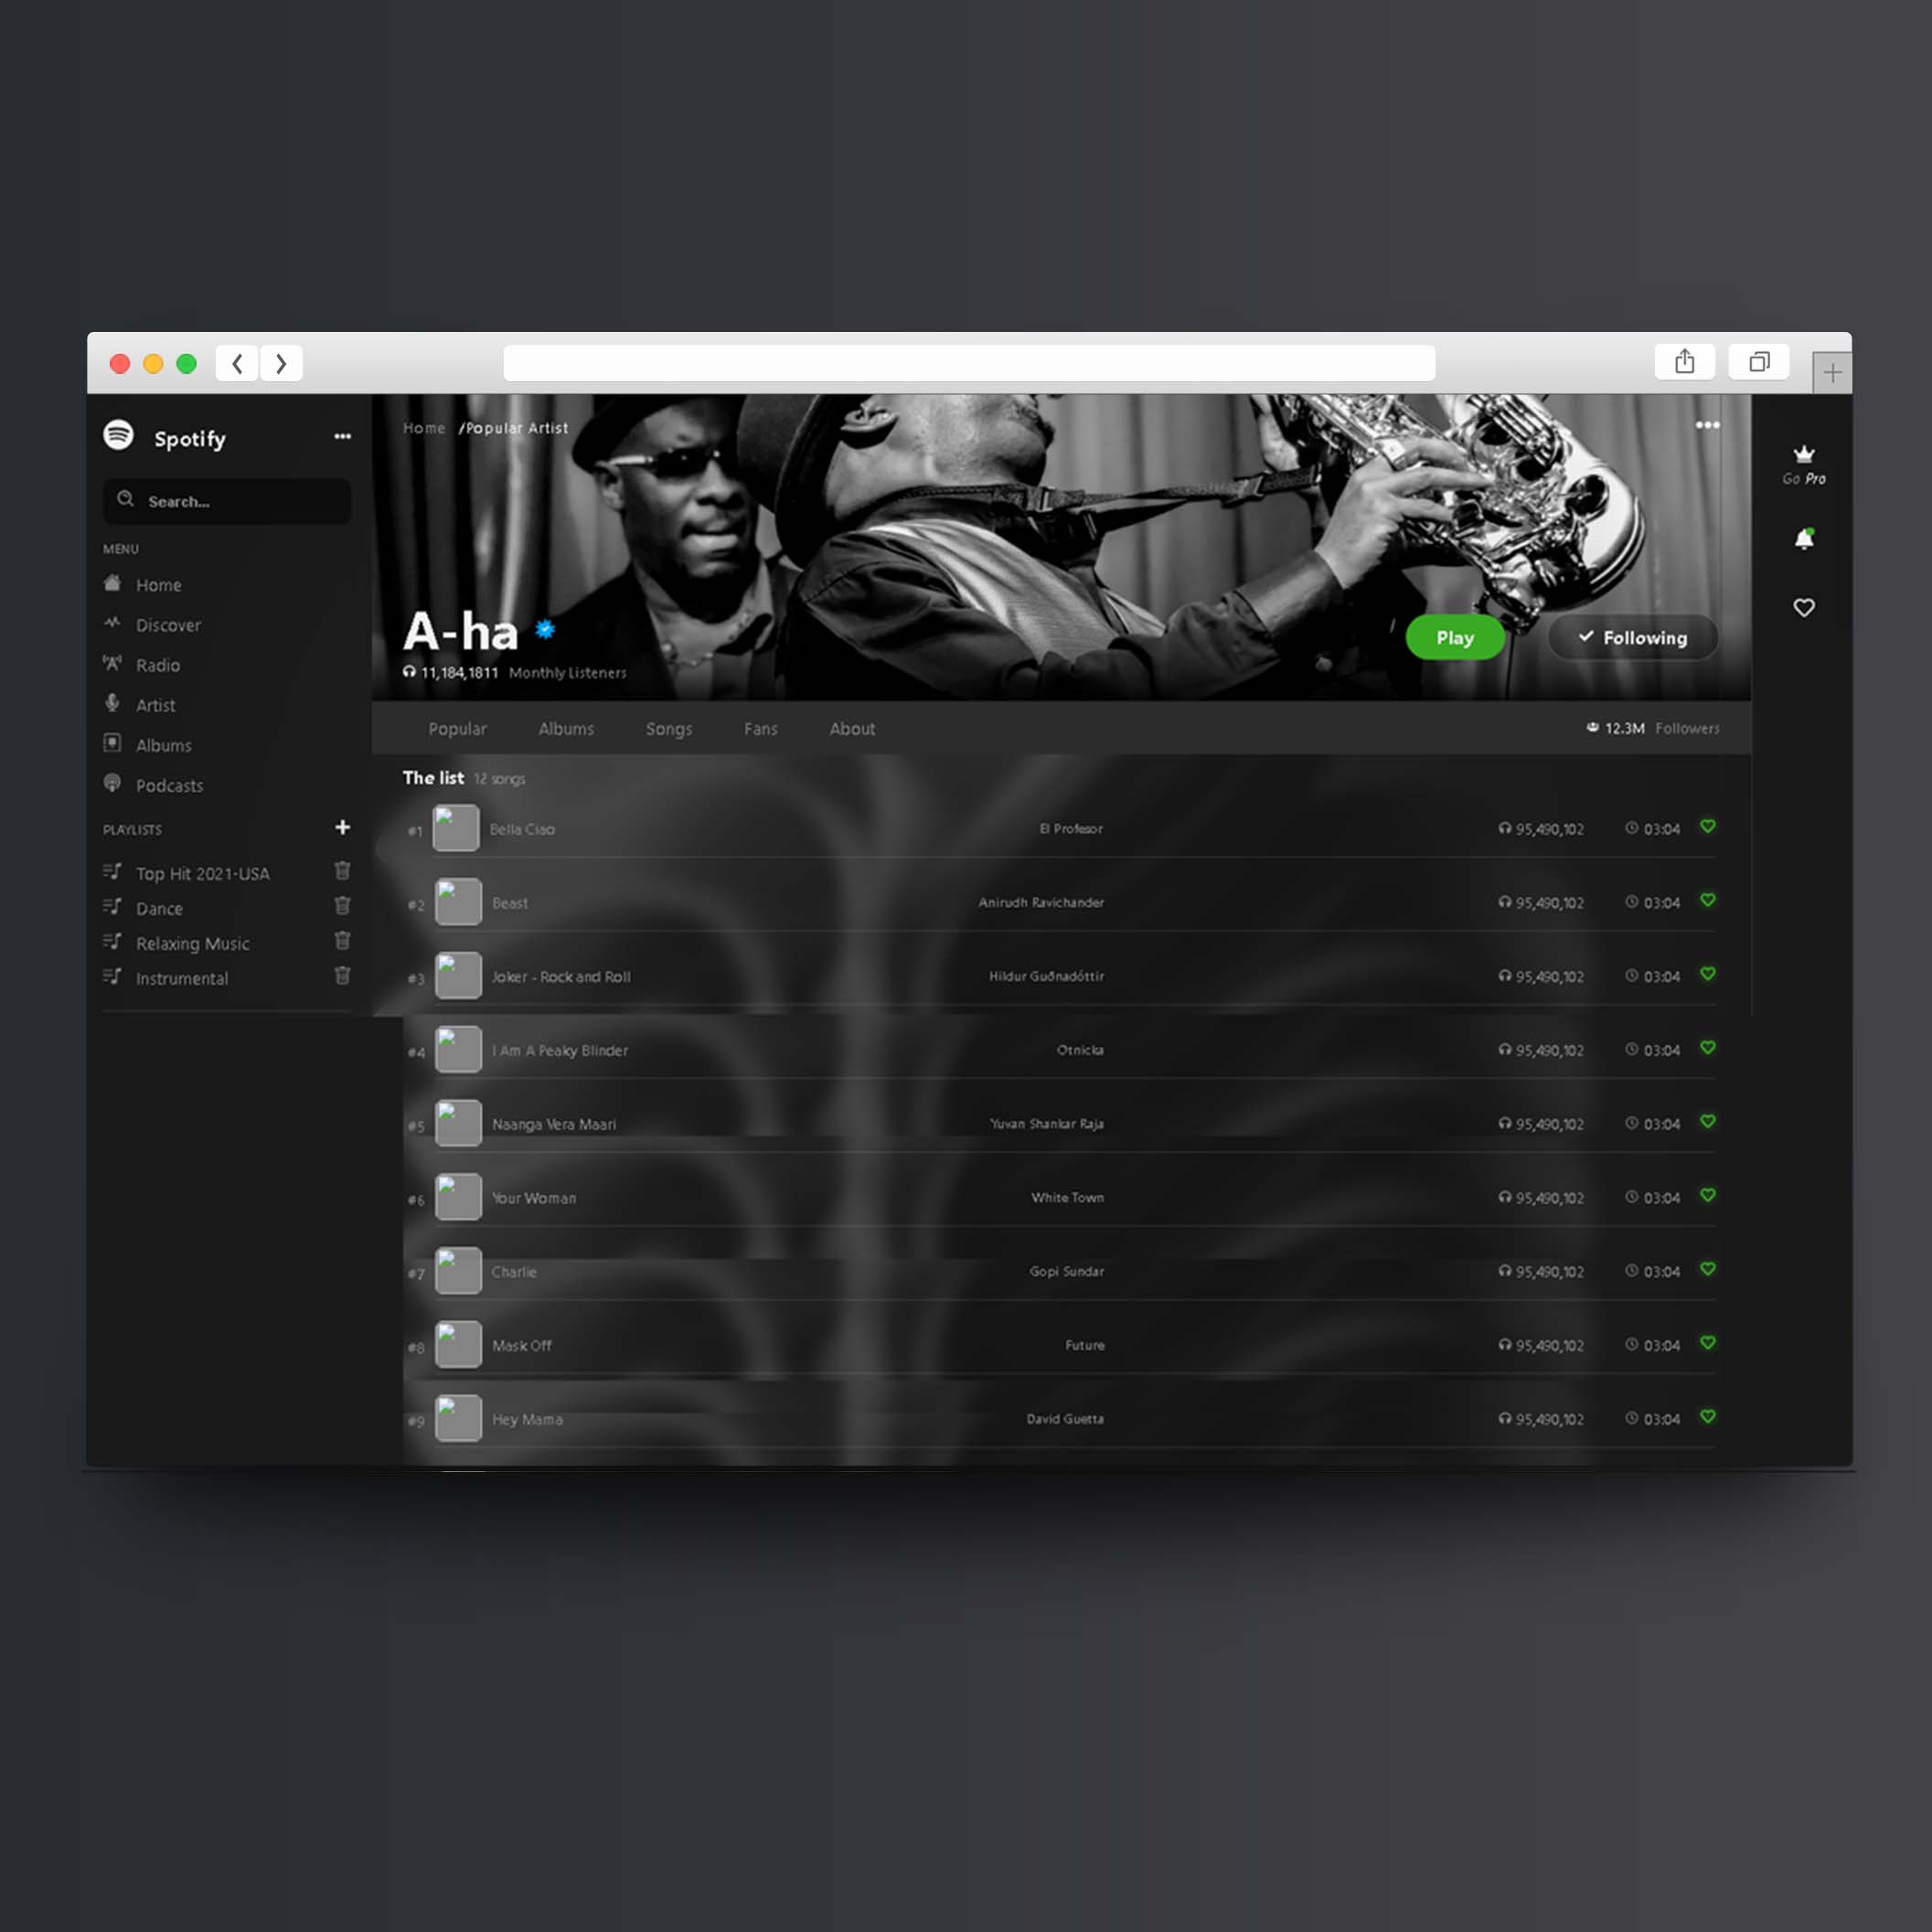 Spotify
Search...
MENU
Home
Discover
Radio
Artist
Albums
Podcasts
PLAYLISTS
Top Hit 2021-USA
Dance
Relaxing Music
Instrumental
Home /Popular Artist
A-ha
11,184,1811 Monthly Listeners
Play
Following
Go Pro
Popular Albums Songs Fans About 12.3M Followers
The list 12 songs
#1 Bella Ciao El Profesor 95,490,102 03:04
#2 Beast Anirudh Ravichander 95,490,102 03:04
#3 Joker - Rock and Roll Hildur Guðnadóttir 95,490,102 03:04
#4 I Am A Peaky Blinder Otnicka 95,490,102 03:04
#5 Naanga Vera Maari Yuvan Shankar Raja 95,490,102 03:04
#6 Your Woman White Town 95,490,102 03:04
#7 Charlie Gopi Sundar 95,490,102 03:04
#8 Mask Off Future 95,490,102 03:04
#9 Hey Mama David Guetta 95,490,102 03:04